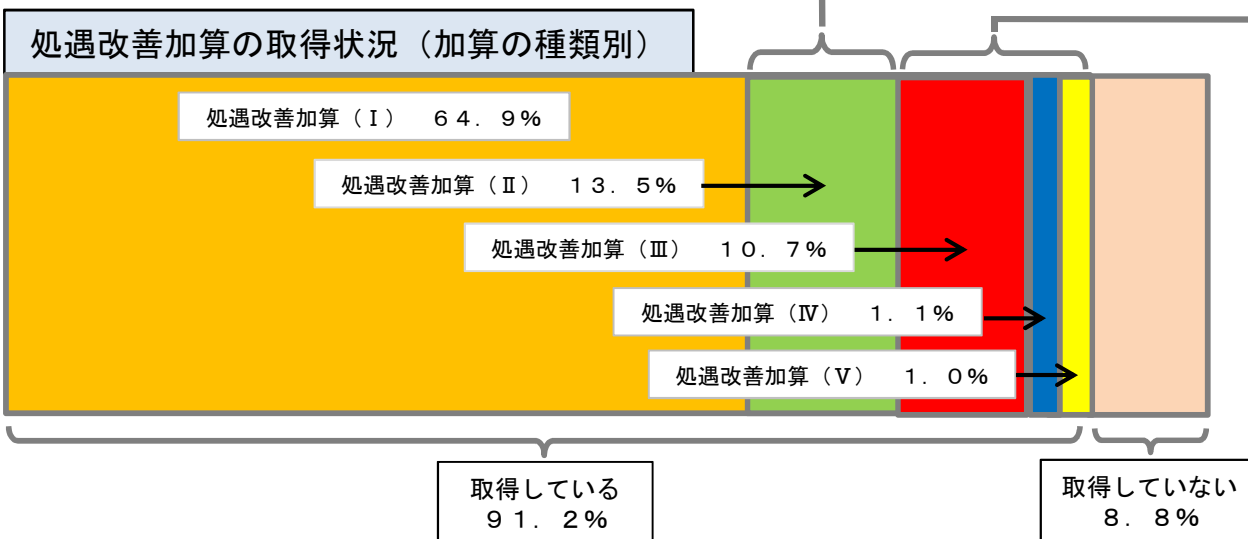 処遇改善加算の取得状況（加算の種類別）
処遇改善加算（Ⅰ）　６４．９％
処遇改善加算（Ⅱ）　１３．５％
処遇改善加算（Ⅲ）　１０．７％
処遇改善加算（Ⅳ）　１．１％
処遇改善加算（Ⅴ）　１．０％
取得している
９１．２％
取得していない
８．８％